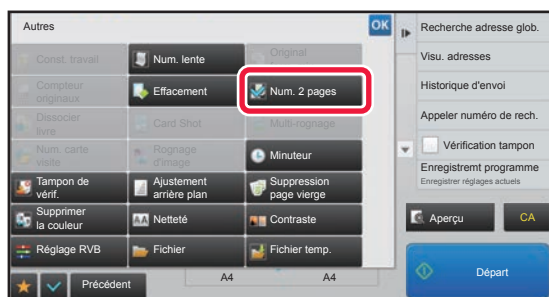 Autres
OK
Const. travail
Num. lente
Original
Compteur
originaux
Effacement
Num. 2 pages
Dissocier
livre
Card Shot
Multi-rognage
Num. carte
visite
Rognage
d'image
Minuteur
Tampon de
vérif.
Ajustement
arrière plan
Suppression
page vierge
Supprimer
la couleur
Netteté
Contraste
Réglage RVB
Fichier
Fichier temp.
Précédent
A4
A4
Recherche adresse glob.
Visu. adresses
Historique d'envoi
Appeler numéro de rech.
Vérification tampon
Enregistremt programme
Enregistrer réglages actuels
Aperçu
CA
Départ